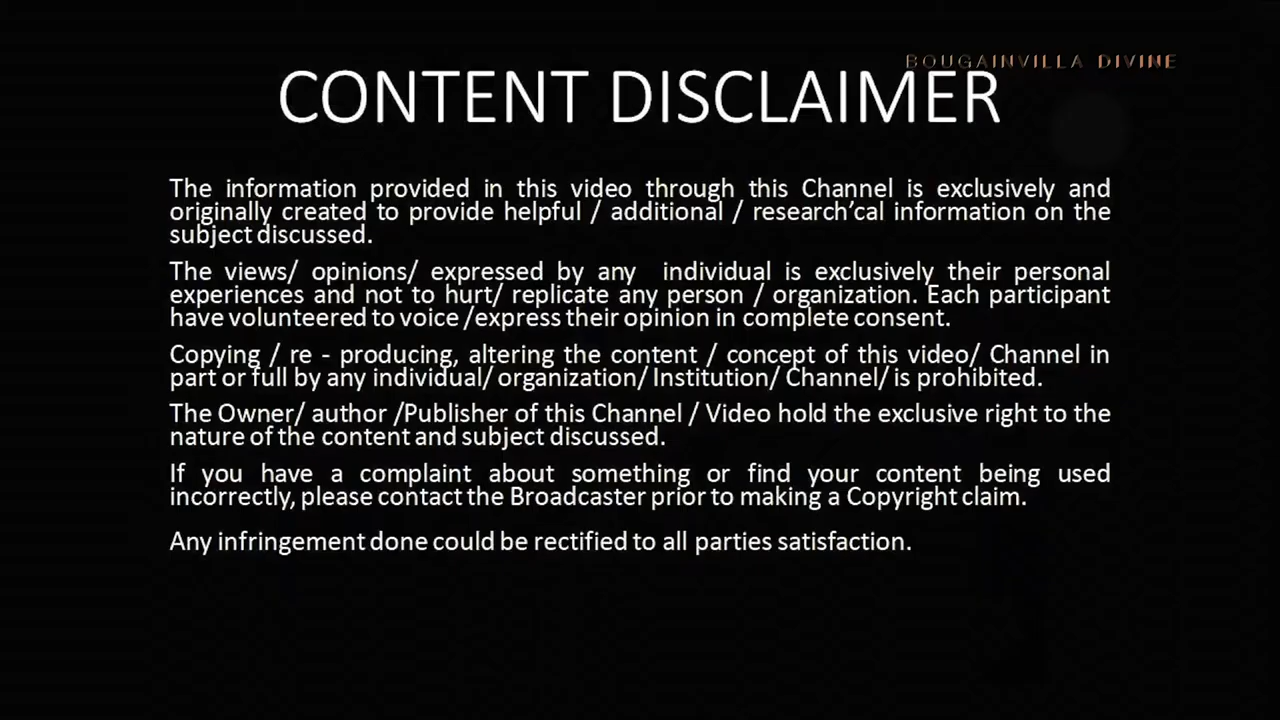 BOUGAINVILLA DIVINE
CONTENT DISCLAIMER
The information provided in this video through this Channel is exclusively and
originally created to provide helpful / additional / research’cal information on the
subject discussed.
The views/ opinions/ expressed by any individual is exclusively their personal
experiences and not to hurt/ replicate any person / organization. Each participant
have volunteered to voice /express their opinion in complete consent.
Copying / re - producing, altering the content / concept of this video/ Channel in
part or full by any individual/ organization/ Institution/ Channel/ is prohibited.
The Owner/ author /Publisher of this Channel / Video hold the exclusive right to the
nature of the content and subject discussed.
If you have a complaint about something or find your content being used
incorrectly, please contact the Broadcaster prior to making a Copyright claim.
Any infringement done could be rectified to all parties satisfaction.